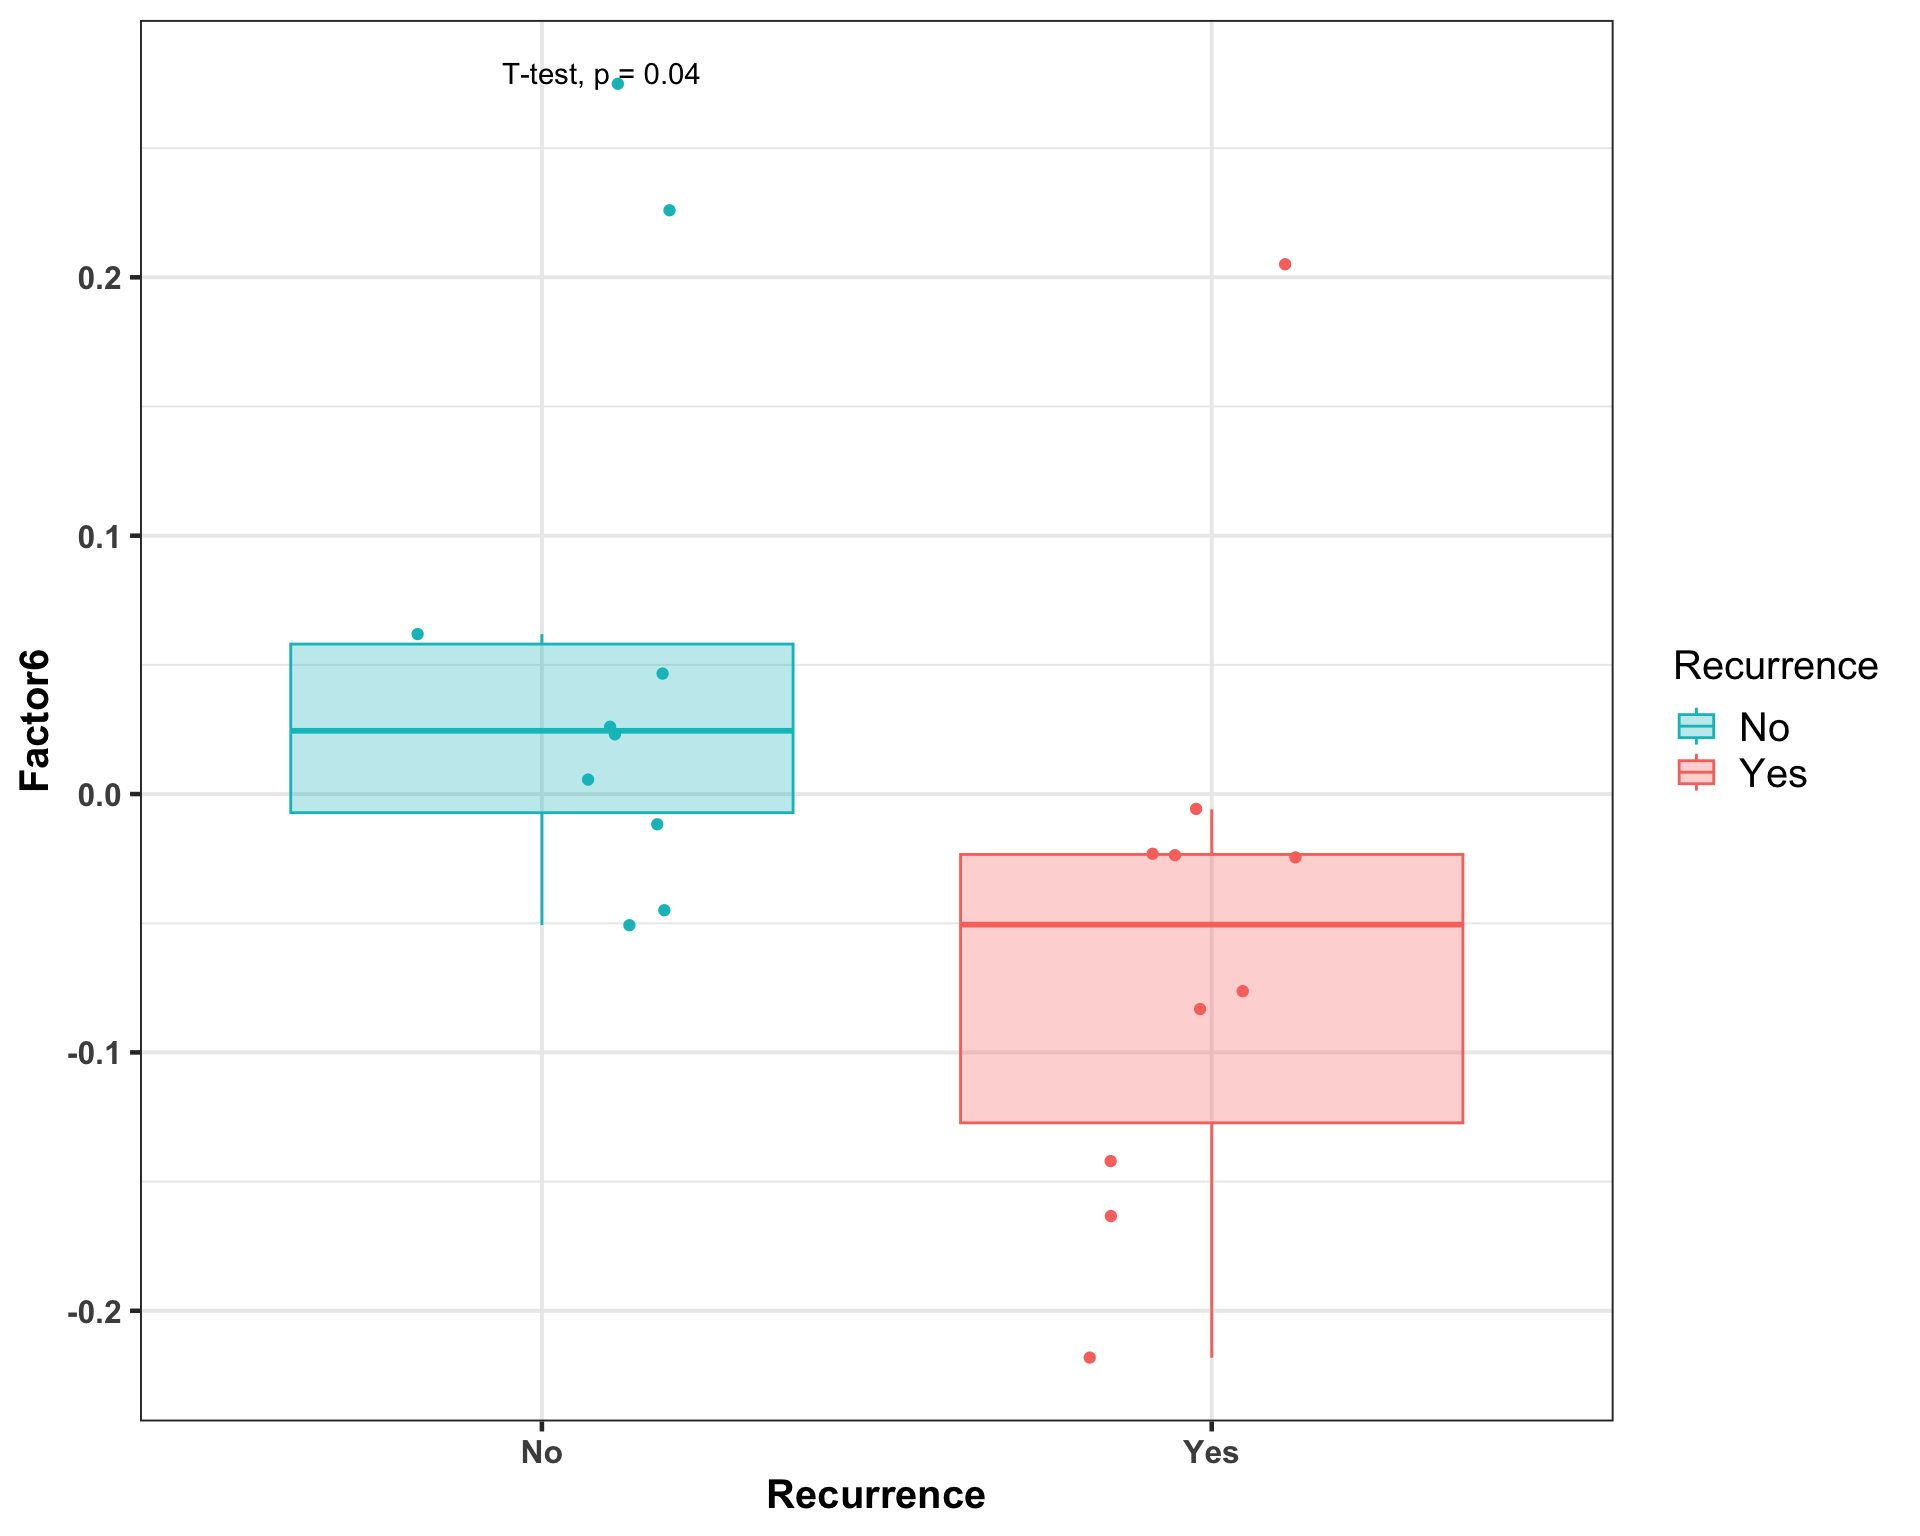 T-test, p = 0.04
0.2
0.1
0.0
-0.1
-0.2
Factor6
No
Yes
Recurrence
Recurrence
No
Yes